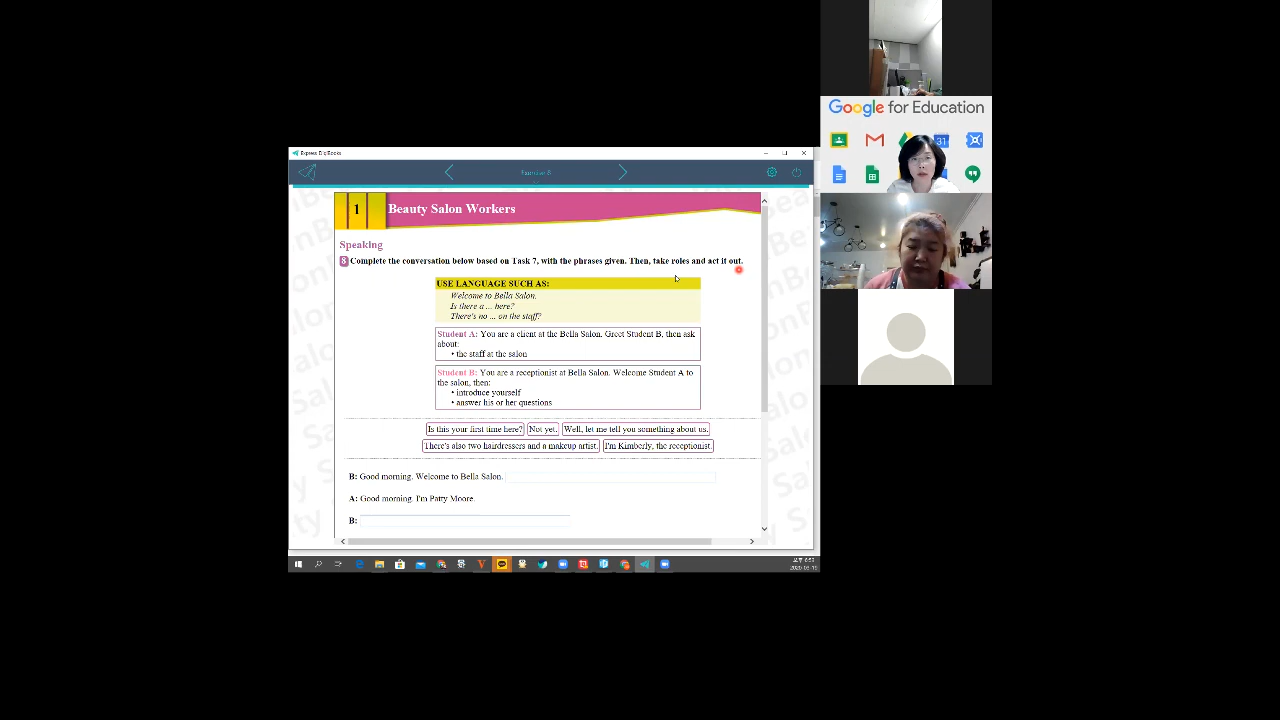 Google for Education
31
Express DigiBooks
Exercise 8
1
Beauty Salon Workers
Speaking
8 Complete the conversation below based on Task 7, with the phrases given. Then, take roles and act it out.
USE LANGUAGE SUCH AS:
Welcome to Bella Salon.
Is there a ... here?
There's no ... on the staff?
Student A: You are a client at the Bella Salon. Greet Student B, then ask
about:
• the staff at the salon
Student B: You are a receptionist at Bella Salon. Welcome Student A to
the salon, then:
• introduce yourself
• answer his or her questions
Is this your first time here? Not yet. Well, let me tell you something about us.
There's also two hairdressers and a makeup artist. I'm Kimberly, the receptionist.
B: Good morning. Welcome to Bella Salon.
A: Good morning. I'm Patty Moore.
B: